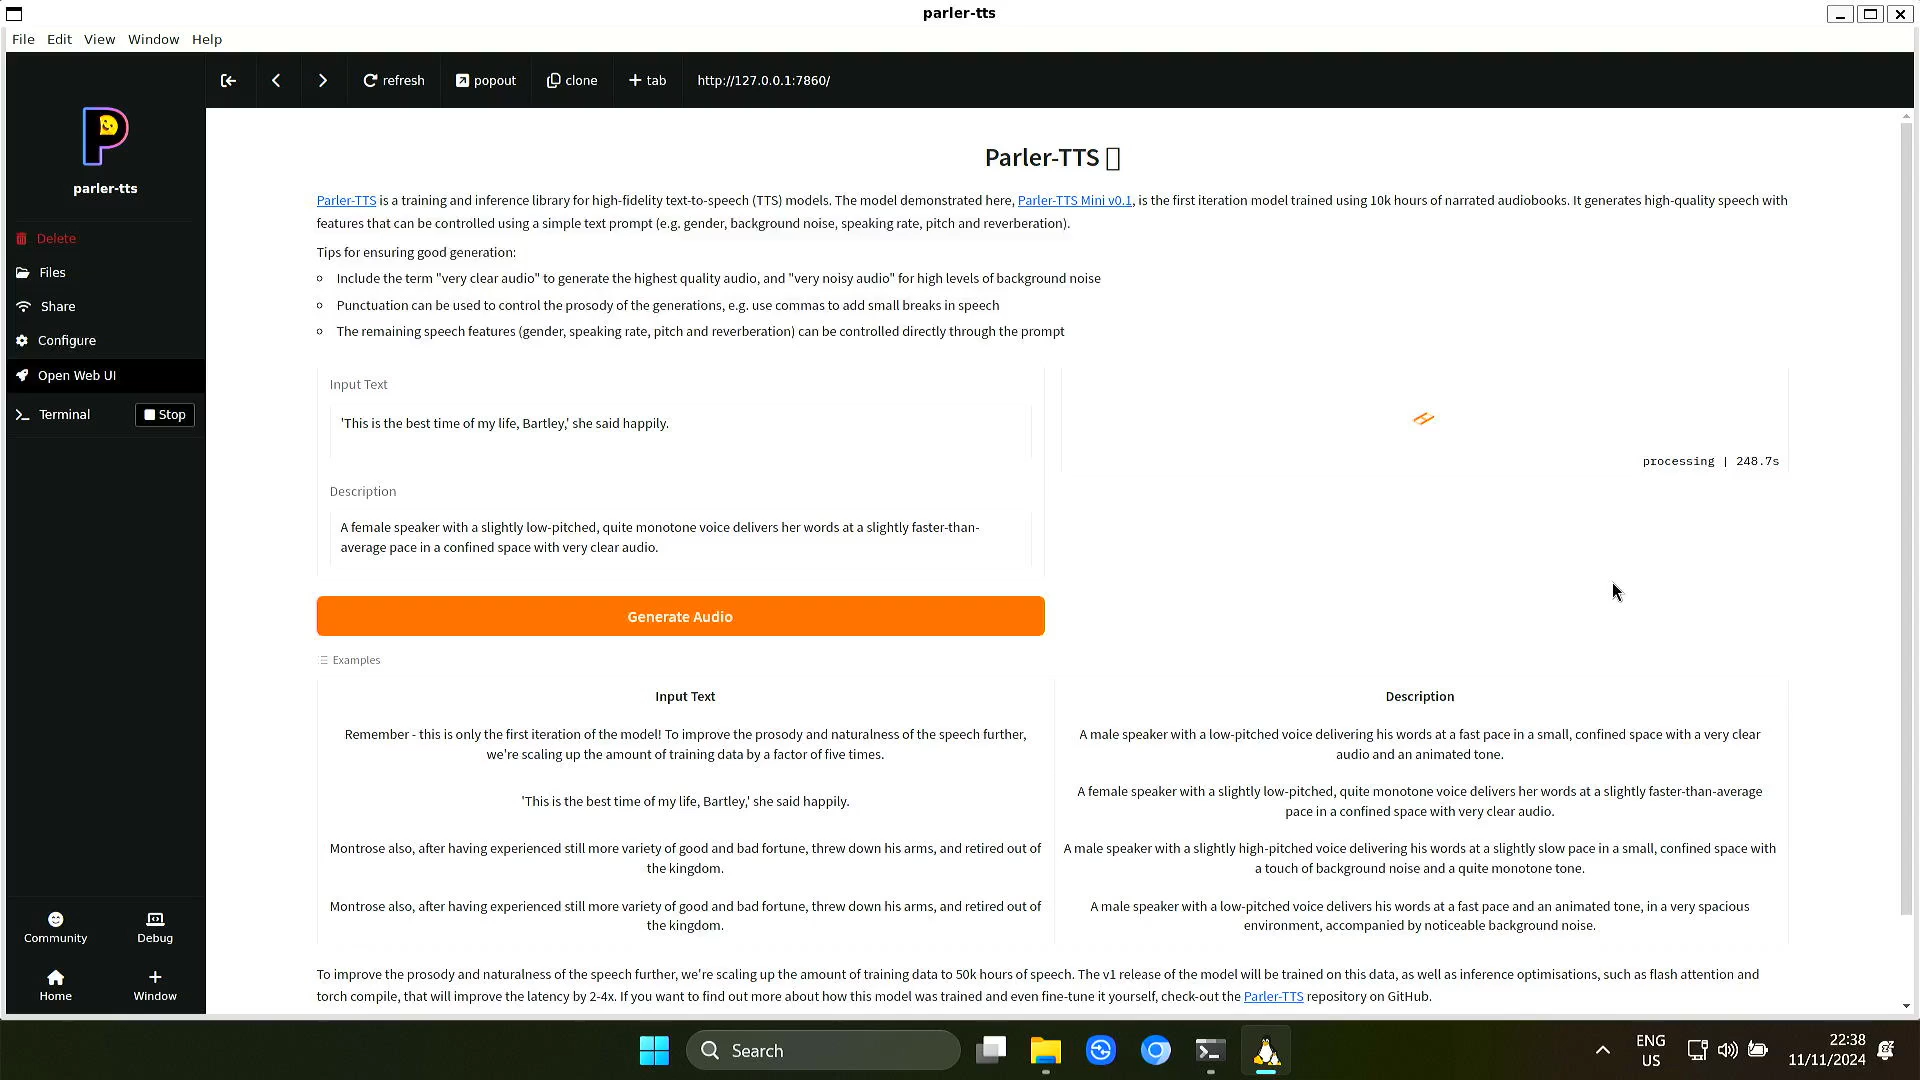 parler-tts
File Edit View Window Help
refresh popout clone tab http://127.0.0.1:7860/
parler-tts
Delete
Files
Share
Configure
Open Web UI
Terminal Stop
Community Debug
Home Window
Parler-TTS
Parler-TTS is a training and inference library for high-fidelity text-to-speech (TTS) models. The model demonstrated here, Parler-TTS Mini v0.1, is the first iteration model trained using 10k hours of narrated audiobooks. It generates high-quality speech with
features that can be controlled using a simple text prompt (e.g. gender, background noise, speaking rate, pitch and reverberation).
Tips for ensuring good generation:
Include the term "very clear audio" to generate the highest quality audio, and "very noisy audio" for high levels of background noise
Punctuation can be used to control the prosody of the generations, e.g. use commas to add small breaks in speech
The remaining speech features (gender, speaking rate, pitch and reverberation) can be controlled directly through the prompt
Input Text
'This is the best time of my life, Bartley,' she said happily.
processing | 248.7s
Description
A female speaker with a slightly low-pitched, quite monotone voice delivers her words at a slightly faster-than-
average pace in a confined space with very clear audio.
Generate Audio
Examples
Input Text Description
Remember - this is only the first iteration of the model! To improve the prosody and naturalness of the speech further,
we're scaling up the amount of training data by a factor of five times.
A male speaker with a low-pitched voice delivering his words at a fast pace in a small, confined space with a very clear
audio and an animated tone.
'This is the best time of my life, Bartley,' she said happily.
A female speaker with a slightly low-pitched, quite monotone voice delivers her words at a slightly faster-than-average
pace in a confined space with very clear audio.
Montrose also, after having experienced still more variety of good and bad fortune, threw down his arms, and retired out of
the kingdom.
A male speaker with a slightly high-pitched voice delivering his words at a slightly slow pace in a small, confined space with
a touch of background noise and a quite monotone tone.
Montrose also, after having experienced still more variety of good and bad fortune, threw down his arms, and retired out of
the kingdom.
A male speaker with a low-pitched voice delivers his words at a fast pace and an animated tone, in a very spacious
environment, accompanied by noticeable background noise.
To improve the prosody and naturalness of the speech further, we're scaling up the amount of training data to 50k hours of speech. The v1 release of the model will be trained on this data, as well as inference optimisations, such as flash attention and
torch compile, that will improve the latency by 2-4x. If you want to find out more about how this model was trained and even fine-tune it yourself, check-out the Parler-TTS repository on GitHub.
Search
ENG
US
22:38
11/11/2024